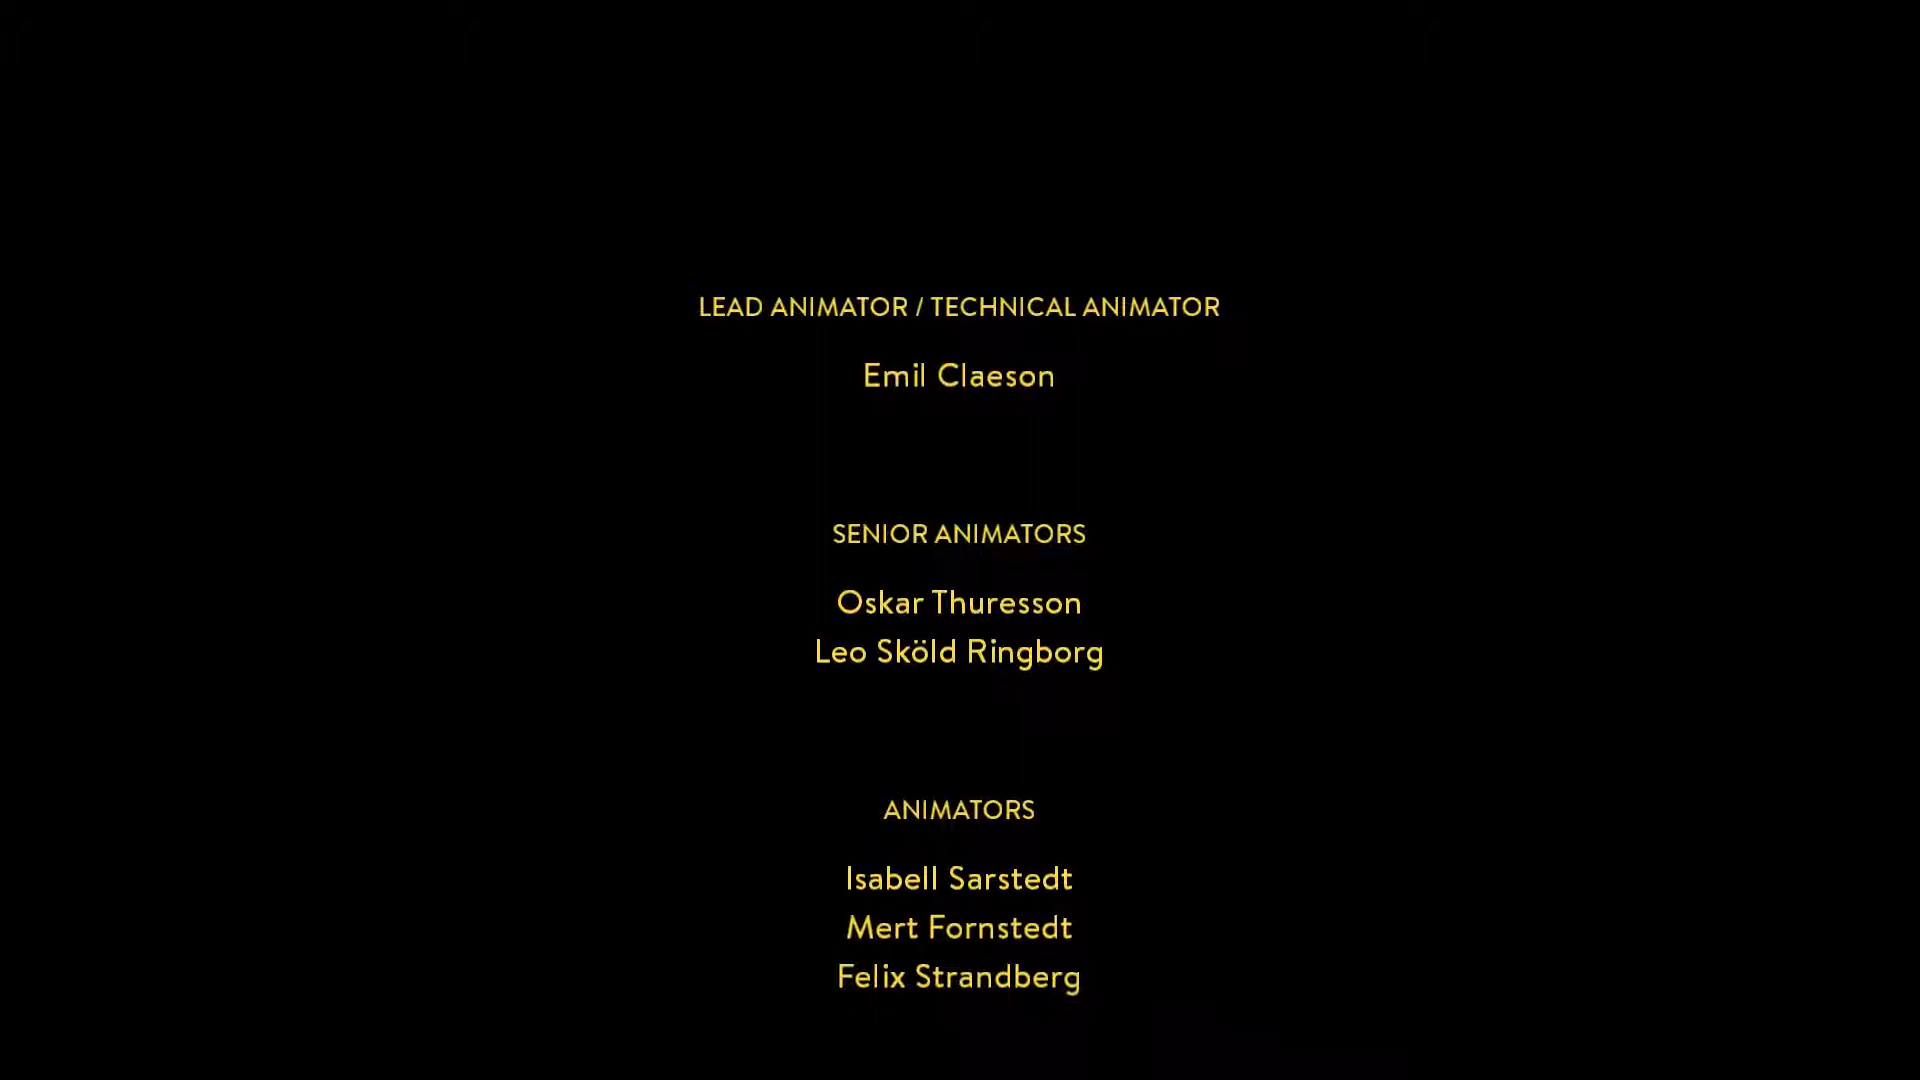 LEAD ANIMATOR / TECHNICAL ANIMATOR
Emil Claeson
SENIOR ANIMATORS
Oskar Thuresson
Leo Sköld Ringborg
ANIMATORS
Isabell Sarstedt
Mert Fornstedt
Felix Strandberg